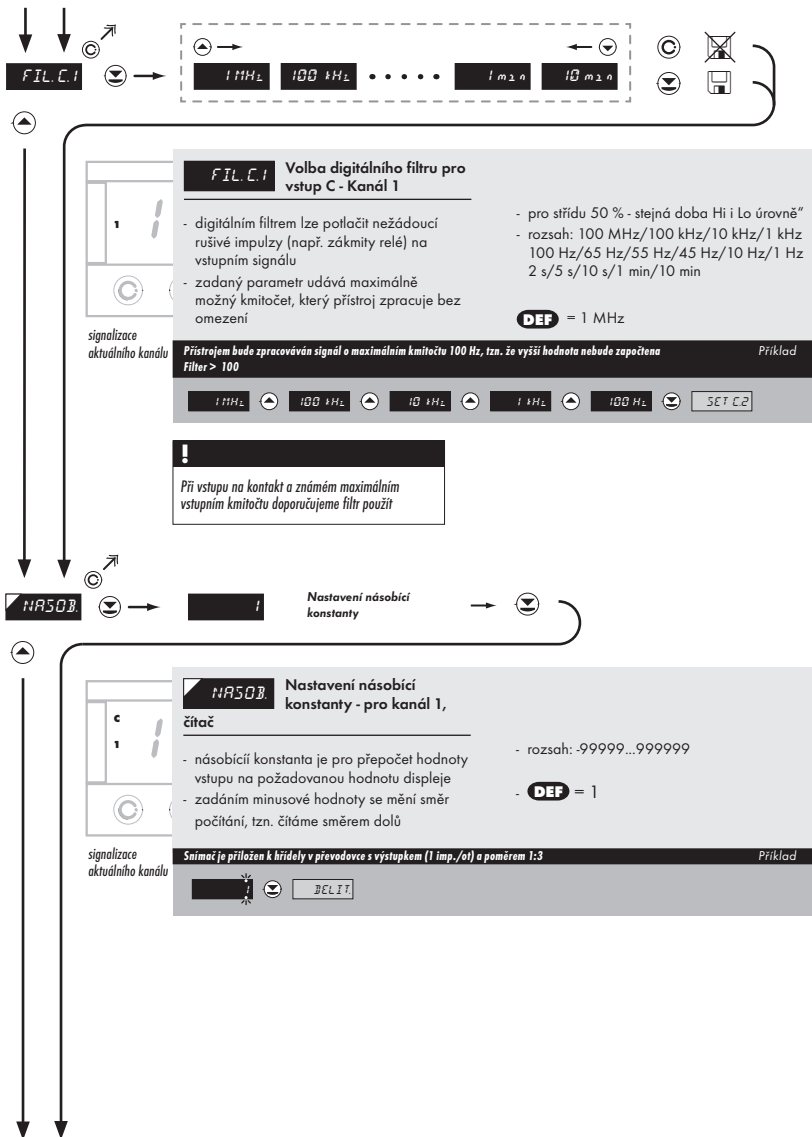 FIL. C.1
1 MHz 100 kHz • • • • • 1 min 10 min
FIL. C.1 Volba digitálního filtru pro
vstup C - Kanál 1
- digitálním filtrem lze potlačit nežádoucí
rušivé impulzy (např. zákmity relé) na
vstupním signálu
- zadaný parametr udává maximálně
možný kmitočet, který přístroj zpracuje bez
omezení
- pro střídu 50 % - stejná doba Hi i Lo úrovně“
- rozsah: 100 MHz/100 kHz/10 kHz/1 kHz
100 Hz/65 Hz/55 Hz/45 Hz/10 Hz/1 Hz
2 s/5 s/10 s/1 min/10 min
DEF = 1 MHz
1
signalizace
aktuálního kanálu
Přístrojem bude zpracováván signál o maximálním kmitočtu 100 Hz, tzn. že vyšší hodnota nebude započtena Příklad
Filter > 100
1 MHz 100 kHz 10 kHz 1 kHz 100 Hz SET C.2
!
Při vstupu na kontakt a známém maximálním
vstupním kmitočtu doporučujeme filtr použít
NASOB. 1 Nastavení násobící
konstanty
NASOB. Nastavení násobící
konstanty - pro kanál 1,
čítač
- násobícíí konstanta je pro přepočet hodnoty
vstupu na požadovanou hodnotu displeje
- zadáním minusové hodnoty se mění směr
počítání, tzn. čítáme směrem dolů
- rozsah: -99999...999999
- DEF = 1
C
1
signalizace
aktuálního kanálu
Snímač je přiložen k hřídely v převodovce s výstupkem (1 imp./ot) a poměrem 1:3 Příklad
1 DELIT.